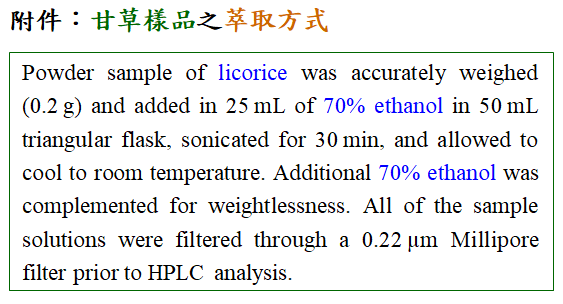 附件：甘草樣品之萃取方式
Powder sample of licorice was accurately weighed
(0.2 g) and added in 25 mL of 70% ethanol in 50 mL
triangular flask, sonicated for 30 min, and allowed to
cool to room temperature. Additional 70% ethanol was
complemented for weightlessness. All of the sample
solutions were filtered through a 0.22 μm Millipore
filter prior to HPLC analysis.